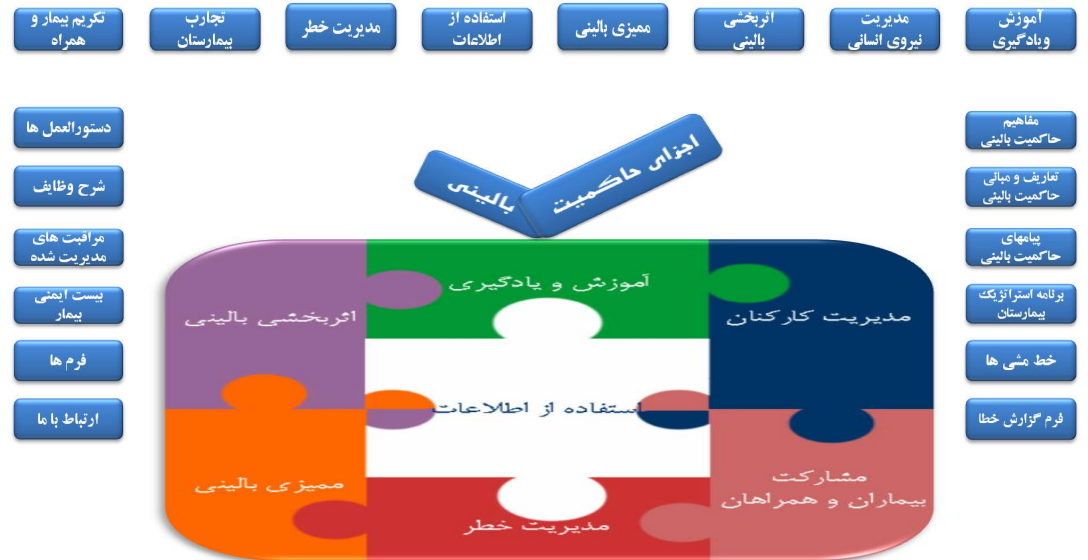 آموزش
ویادگیری
مدیریت
نیروی انسانی
اثربخشی
بالینی
ممیزی بالینی
استفاده از
اطلاعات
مدیریت خطر
تجارب
بیمارستان
تکریم بیمار و
همراه
مفاهیم
حاکمیت بالینی
تعاریف و مبانی
حاکمیت بالینی
پیامهای
حاکمیت بالینی
برنامه استراتژیک
بیمارستان
خط مشی ها
فرم گزارش خطا
اجزای حاکمیت
بالینی
مدیریت کارکنان
آموزش و یادگیری
اثربخشی بالینی
استفاده از اطلاعات
مشارکت
بیماران و همراهان
مدیریت خطر
ممیزی بالینی
دستورالعمل ها
شرح وظایف
مراقبت های
مدیریت شده
بیست ایمنی
بیمار
فرم ها
ارتباط با ما